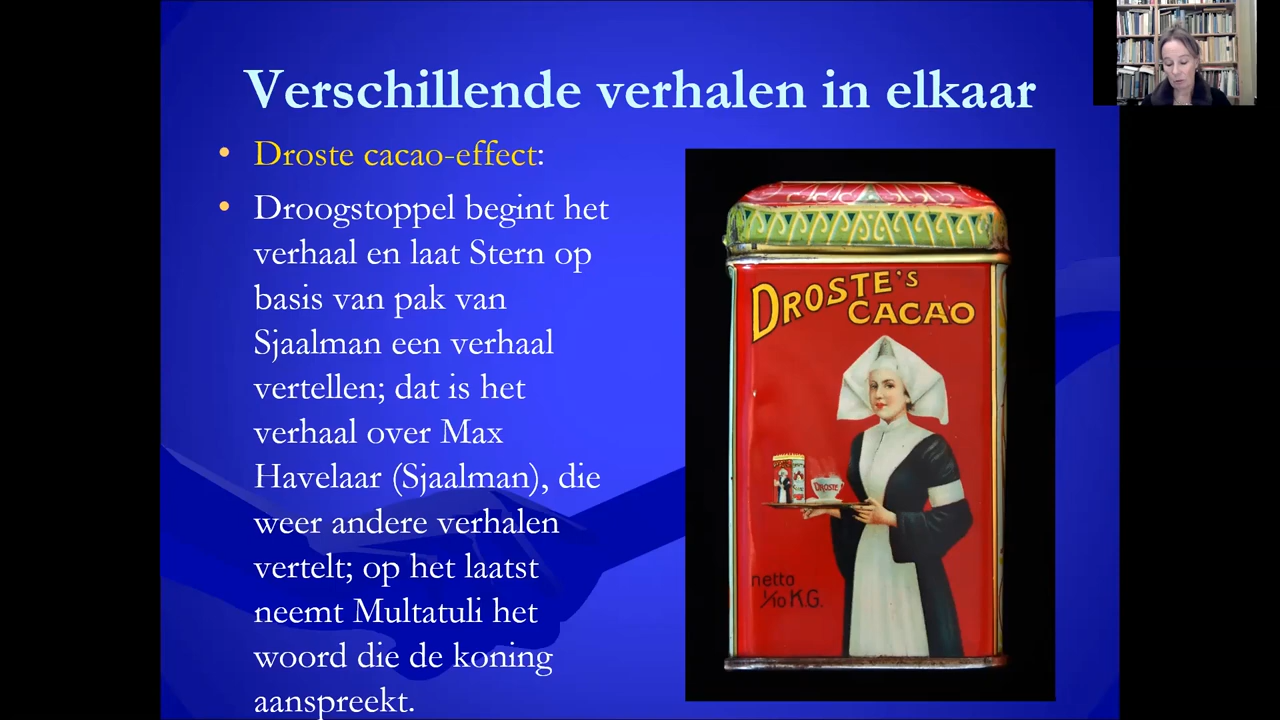 Verschillende verhalen in elkaar
• Droste cacao-effect:
• Droogstoppel begint het
verhaal en laat Stern op
basis van pak van
Sjaalman een verhaal
vertellen; dat is het
verhaal over Max
Havelaar (Sjaalman), die
weer andere verhalen
vertelt; op het laatst
neemt Multatuli het
woord die de koning
aanspreekt.
DROSTE'S
CACAO
DROSTE
netto
1/10 K.G.